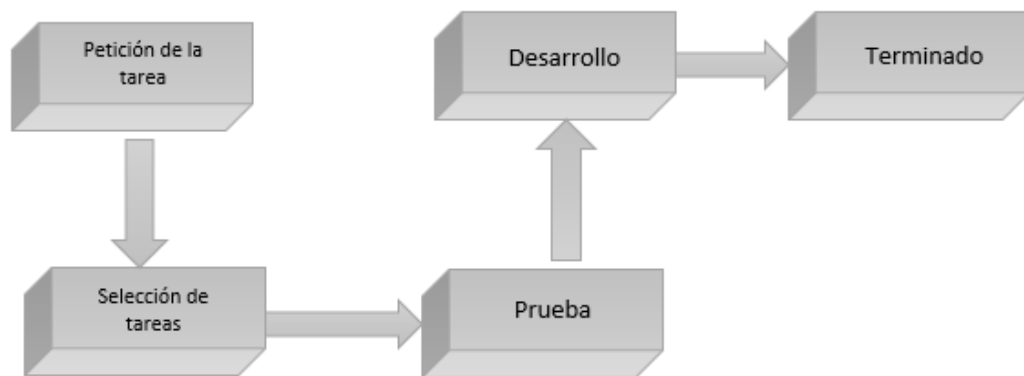 Petición de la
tarea
Selección de
tareas
Prueba
Desarrollo
Terminado